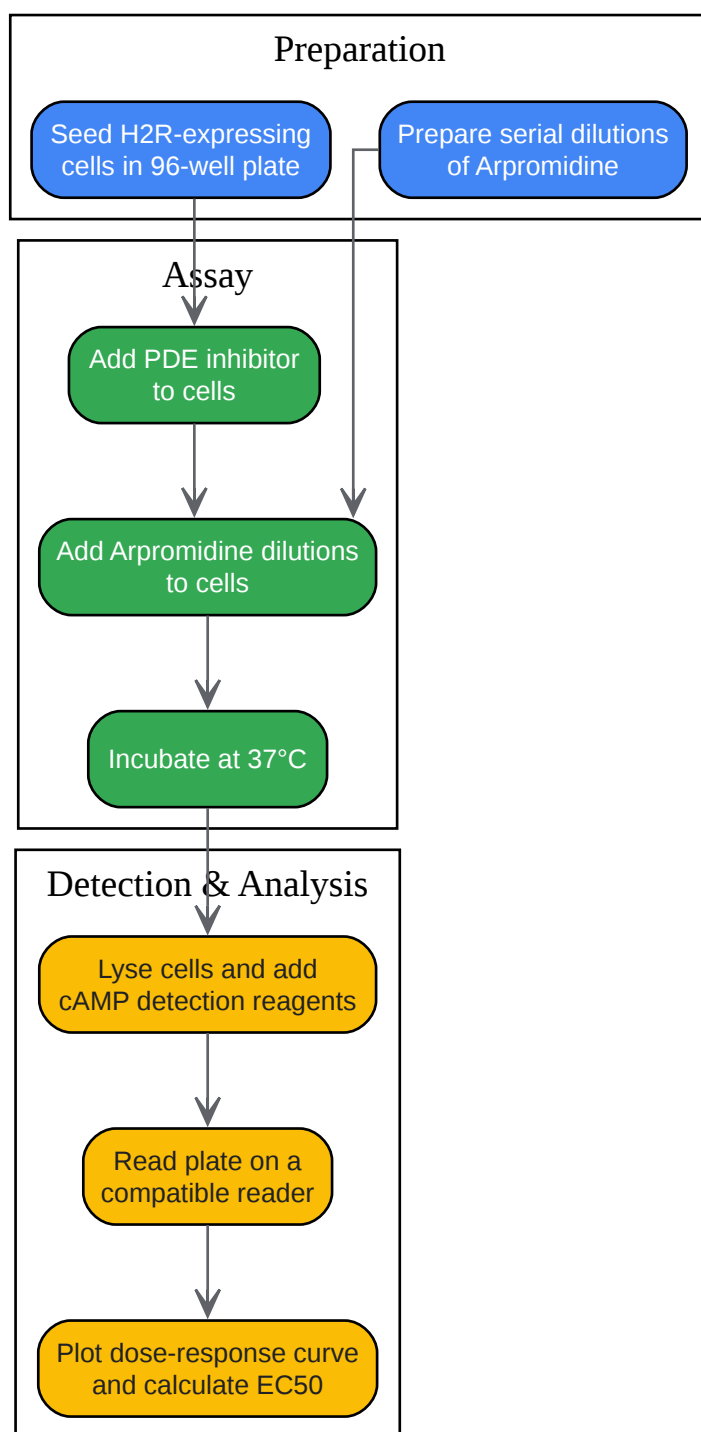 Preparation
Seed H2R-expressing
cells in 96-well plate
Prepare serial dilutions
of Arpromidine
Assay
Add PDE inhibitor
to cells
Add Arpromidine dilutions
to cells
Incubate at 37°C
Detection & Analysis
Lyse cells and add
cAMP detection reagents
Read plate on a
compatible reader
Plot dose-response curve
and calculate EC50